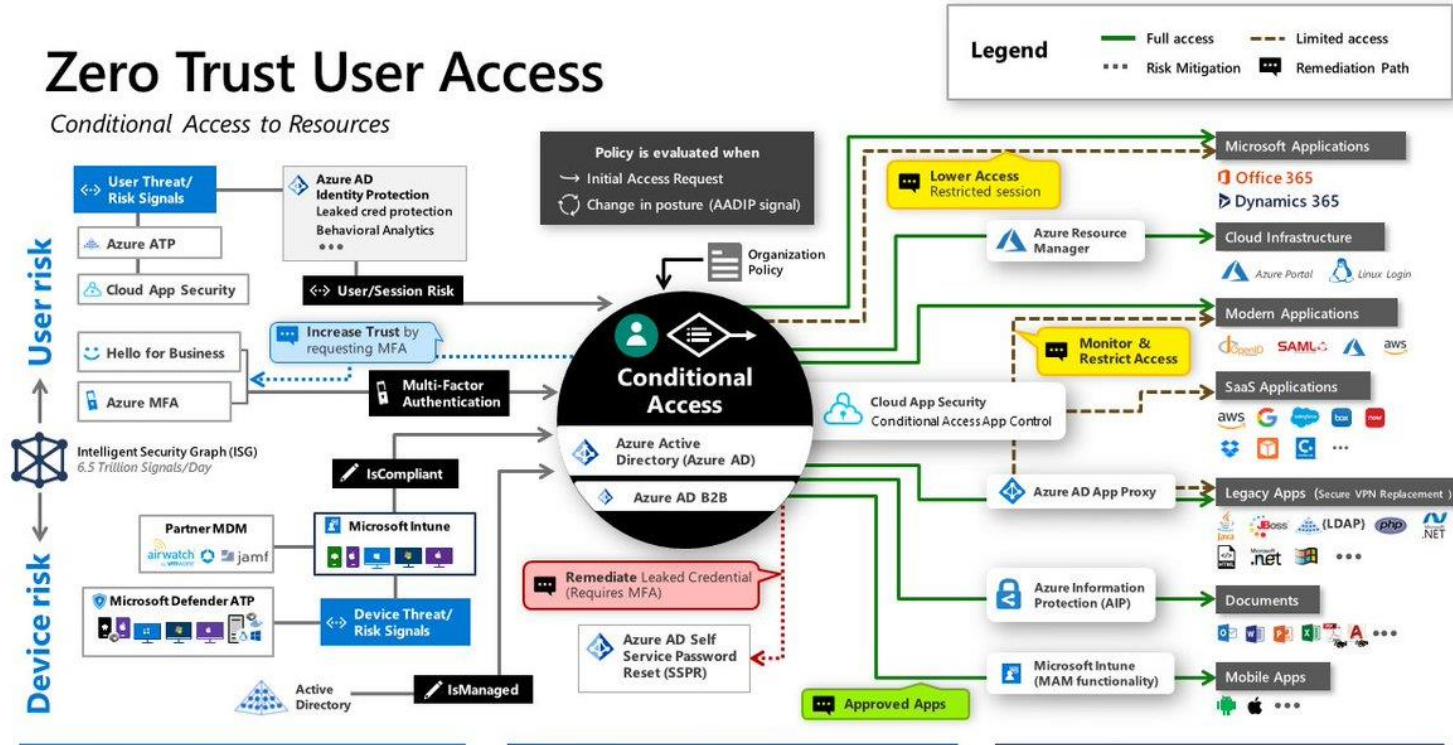 Zero Trust User Access
Conditional Access to Resources
Legend
Full access
Limited access
Risk Mitigation
Remediation Path
Policy is evaluated when
Initial Access Request
Change in posture (AADIP signal)
Organization
Policy
User risk
Device risk
User Threat/
Risk Signals
Azure ATP
Cloud App Security
Azure AD
Identity Protection
Leaked cred protection
Behavioral Analytics
User/Session Risk
Increase Trust by
requesting MFA
Hello for Business
Azure MFA
Multi-Factor
Authentication
Intelligent Security Graph (ISG)
6.5 Trillion Signals/Day
IsCompliant
Partner MDM
airwatch
by vmware
jamf
Microsoft Intune
Microsoft Defender ATP
Device Threat/
Risk Signals
Active
Directory
IsManaged
Conditional
Access
Azure Active
Directory (Azure AD)
Azure AD B2B
Remediate Leaked Credential
(Requires MFA)
Azure AD Self
Service Password
Reset (SSPR)
Lower Access
Restricted session
Azure Resource
Manager
Monitor &
Restrict Access
Cloud App Security
Conditional Access App Control
Azure AD App Proxy
Azure Information
Protection (AIP)
Microsoft Intune
(MAM functionality)
Approved Apps
Microsoft Applications
Office 365
Dynamics 365
Cloud Infrastructure
Azure Portal
Linux Login
Modern Applications
OpenID
SAML
aws
SaaS Applications
aws
salesforce
box
now
Legacy Apps (Secure VPN Replacement )
Java
JBoss
{LDAP}
php
.NET
HTML
Microsoft
.net
Documents
Mobile Apps